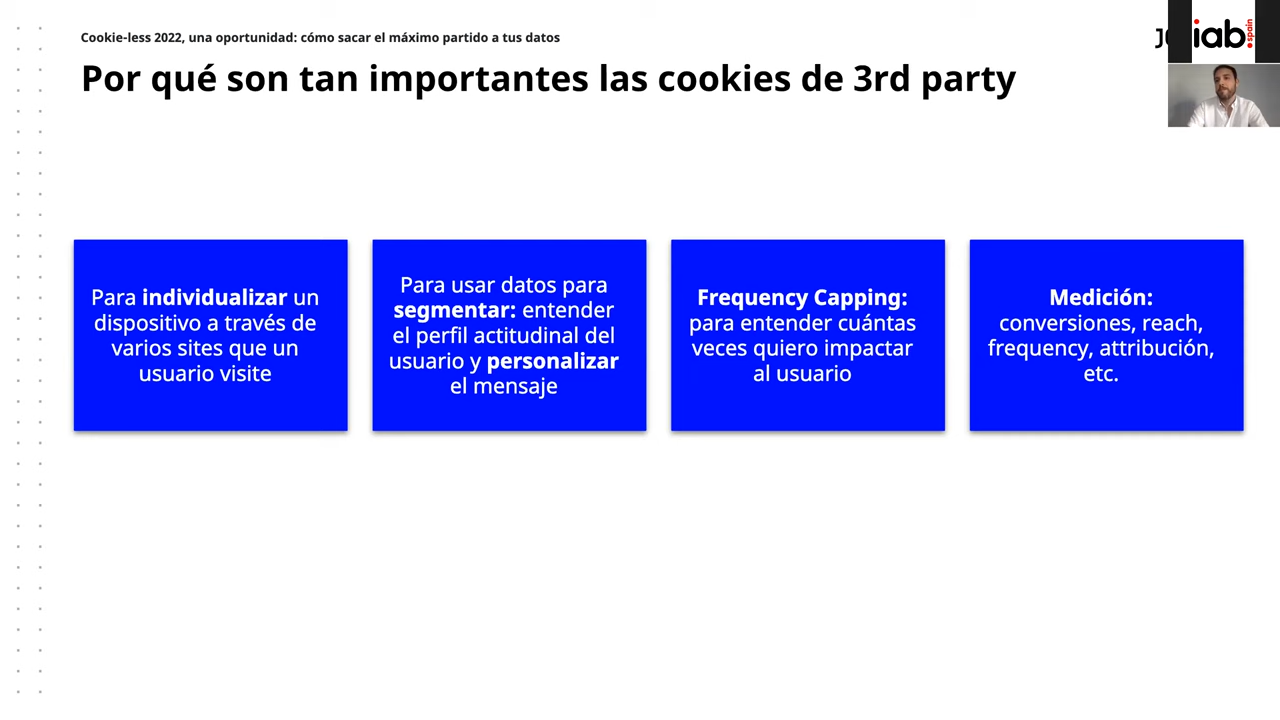 Cookie-less 2022, una oportunidad: cómo sacar el máximo partido a tus datos
Por qué son tan importantes las cookies de 3rd party
iab
spain
Para individualizar un
dispositivo a través de
varios sites que un
usuario visite
Para usar datos para
segmentar: entender
el perfil actitudinal del
usuario y personalizar
el mensaje
Frequency Capping:
para entender cuántas
veces quiero impactar
al usuario
Medición:
conversiones, reach,
frequency, attribución,
etc.